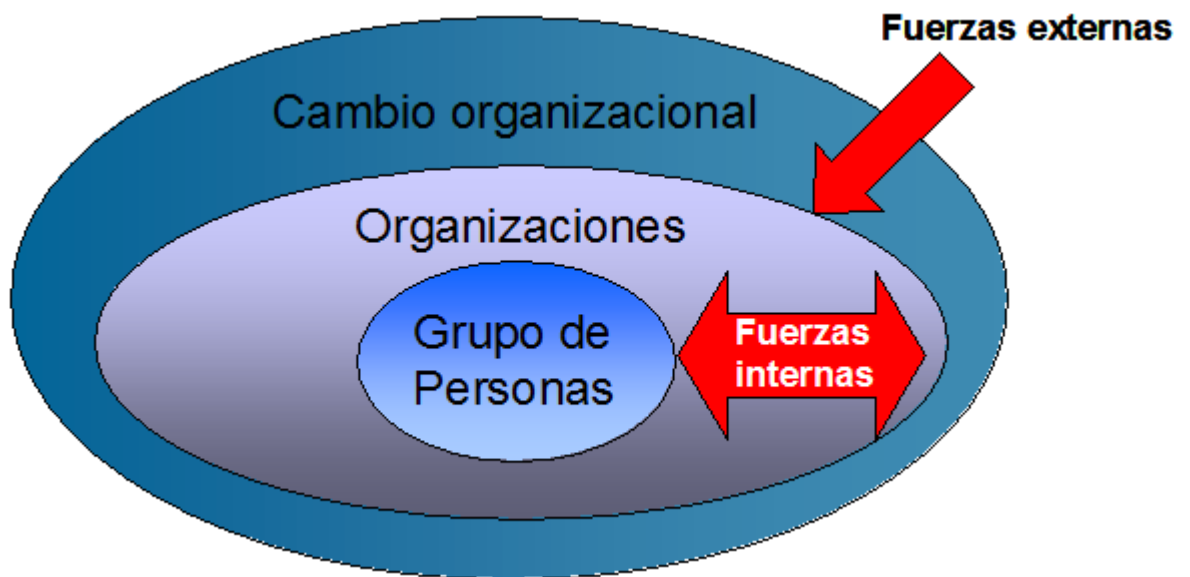 Fuerzas externas
Cambio organizacional
Organizaciones
Grupo de
Personas
Fuerzas
internas